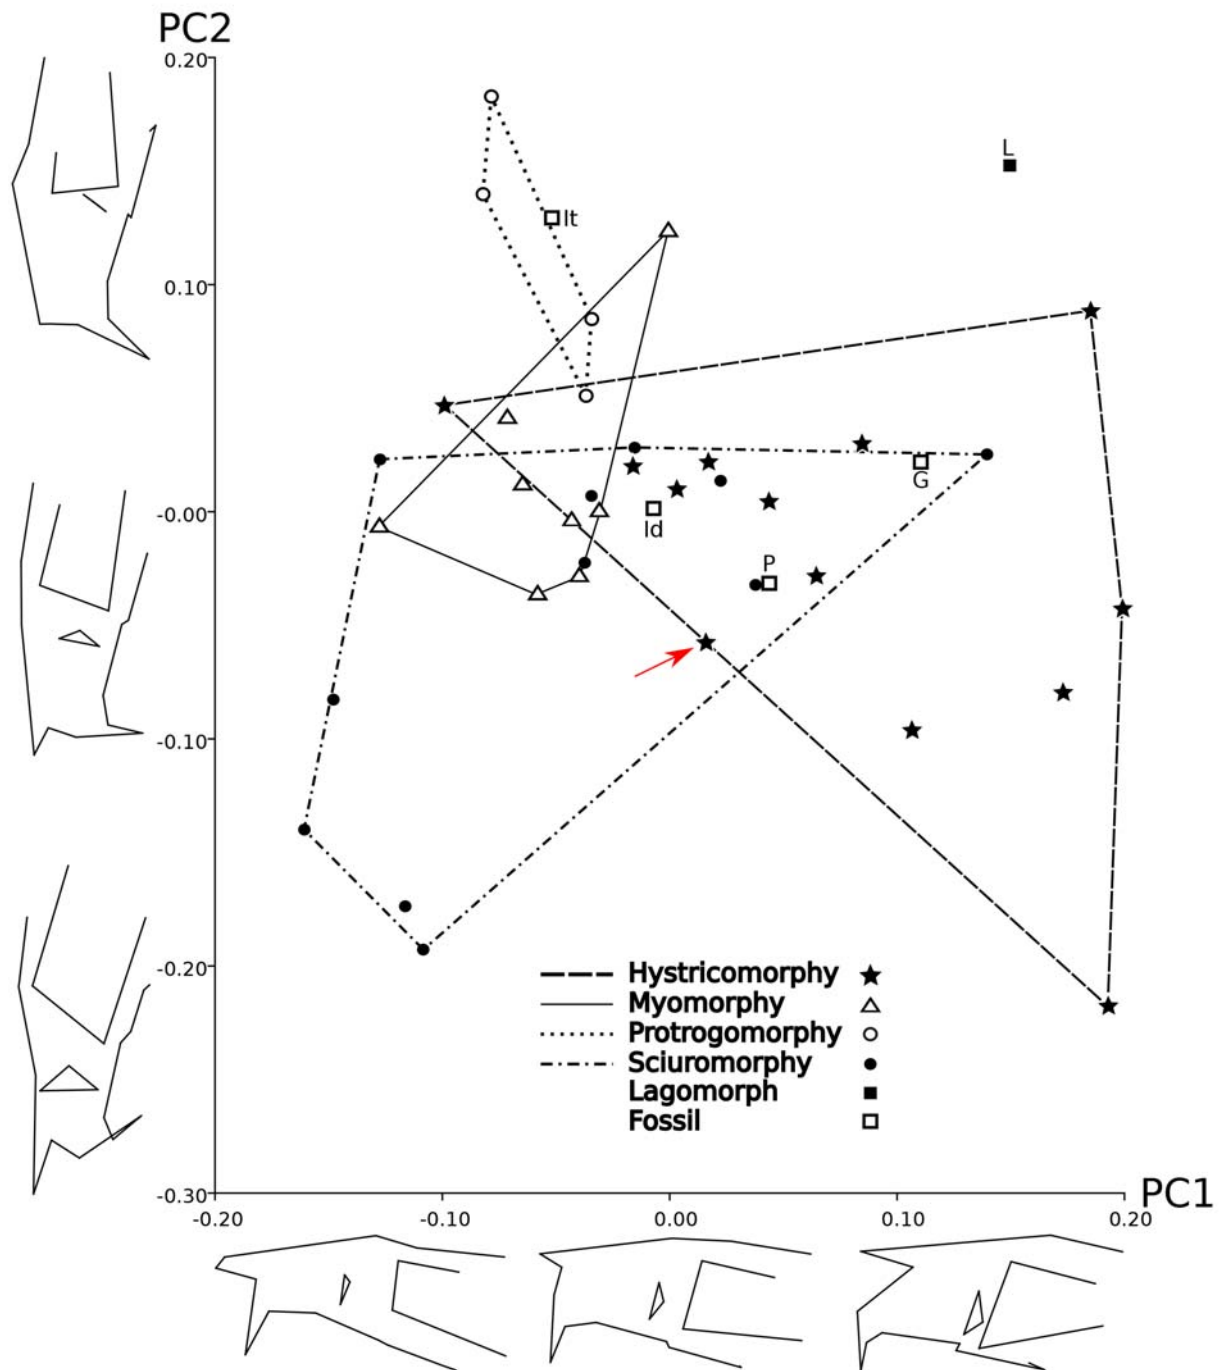 PC2
0.20
L
It
0.10
G
-0.00
Id
P
-0.10
-0.20
Hystricomorphy
Myomorphy
Protrogomorphy
Sciuromorphy
Lagomorph
Fossil
-0.30
PC1
-0.20 -0.10 0.00 0.10 0.20